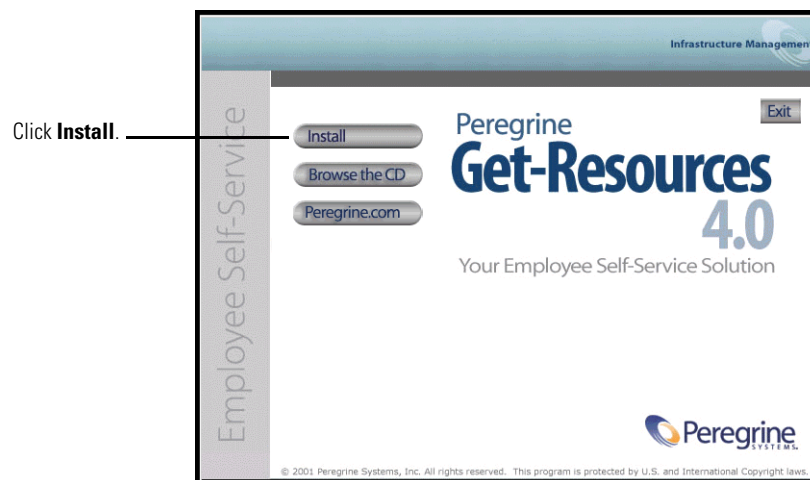 Infrastructure Management
Employee Self-Service
Click Install.
Install
Browse the CD
Peregrine.com
Exit
Peregrine
Get-Resources
4.0
Your Employee Self-Service Solution
Peregrine
SYSTEMS
© 2001 Peregrine Systems, Inc. All rights reserved. This program is protected by U.S. and International Copyright laws.